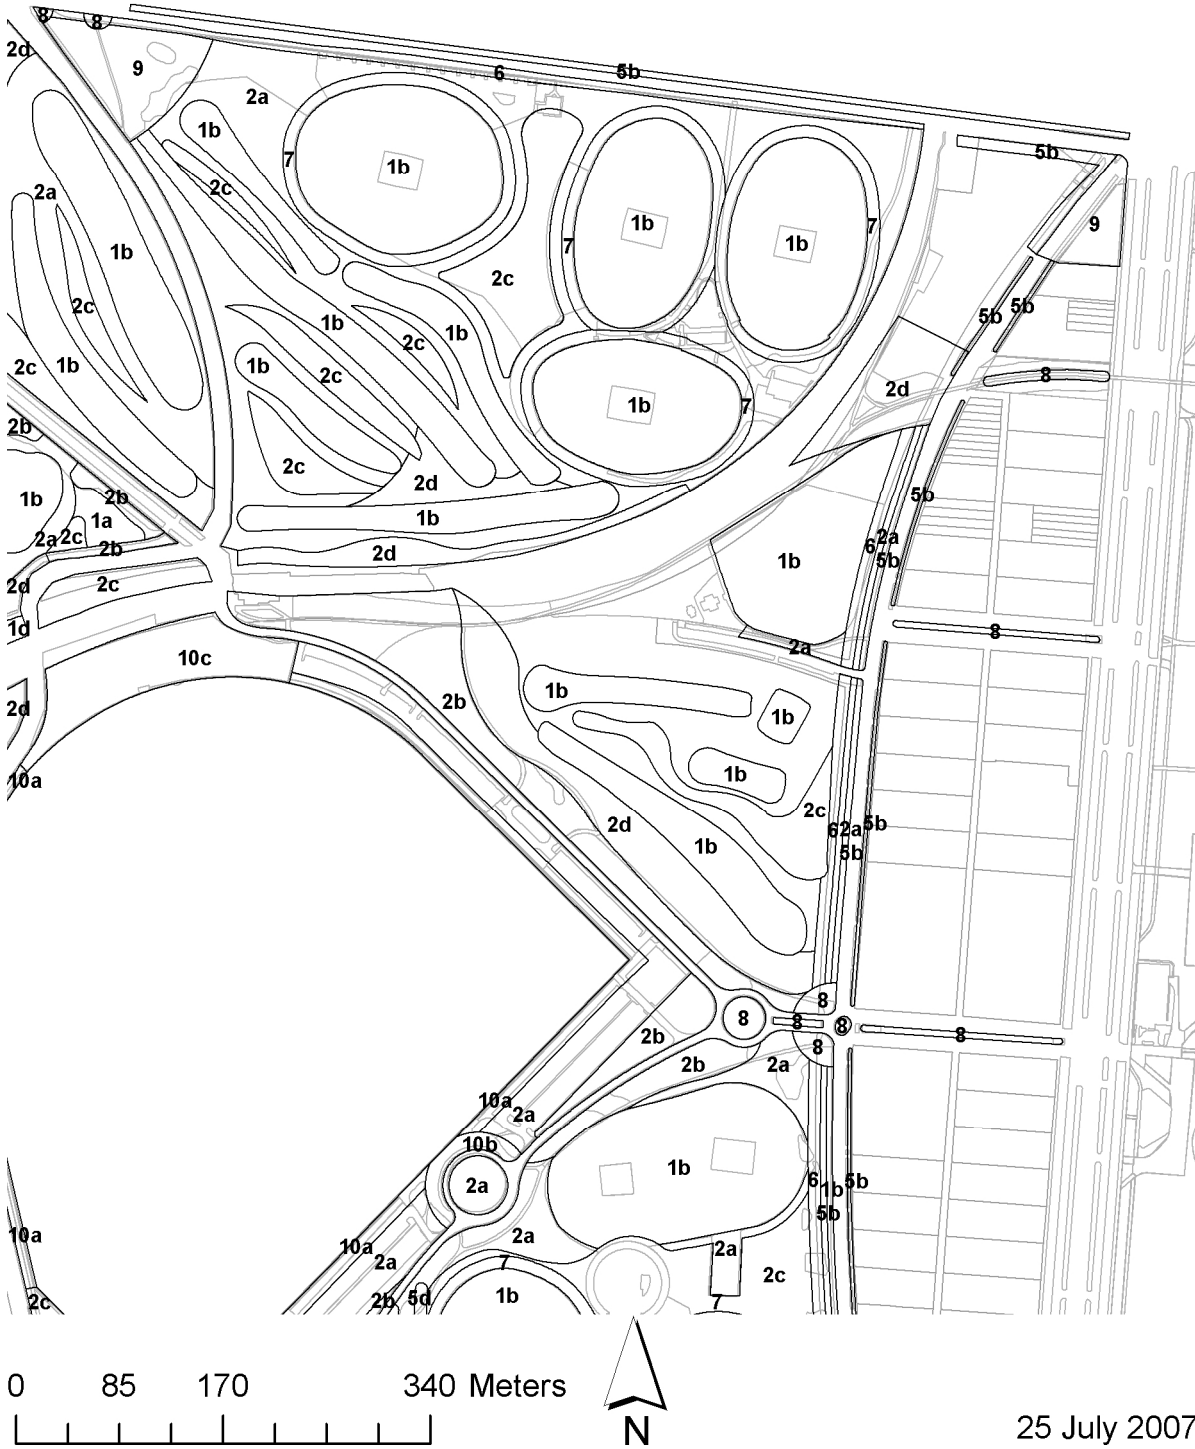 8 8
2d 9 6 5b
2a
1b 5b
7 1b
2a 2c 1b 7 9
1b 7 1b
2c
2c 1b 5b 5b
1b 2c 1b
2c 1b 1b 2c 8
2d
1b 7
2b
2c
1b 2b 2d 5b
1a 1b
2a 2c 2b 2d 6 2a
5b
2d 2c 1b
1d 8
10c 2a
2d 2b 1b 1b
10a 1b
2c
2d 6 2a 5b
1b 5b
8
8 8 8 8
2b 8
2b 2a
10a 2a
10b
1b
2a 6 1b 5b
5b
10a 10a 2a 2a
2a 7 2c
2c 2b 5d 1b 7
0 85 170 340 Meters
N
25 July 2007